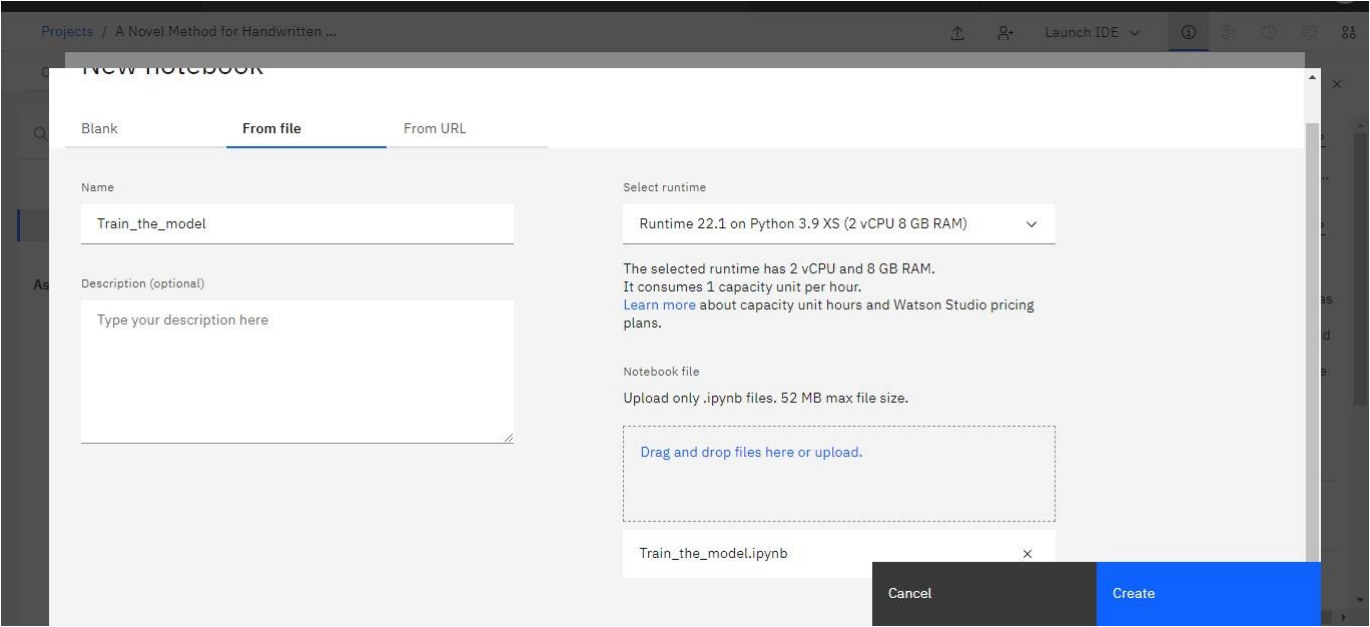 Projects / A Novel Method for Handwritten ...
Launch IDE
New notebook
Blank
From file
From URL
Name
Train_the_model
Description (optional)
Type your description here
Select runtime
Runtime 22.1 on Python 3.9 XS (2 vCPU 8 GB RAM)
The selected runtime has 2 vCPU and 8 GB RAM.
It consumes 1 capacity unit per hour.
Learn more about capacity unit hours and Watson Studio pricing
plans.
Notebook file
Upload only .ipynb files. 52 MB max file size.
Drag and drop files here or upload.
Train_the_model.ipynb
Cancel
Create